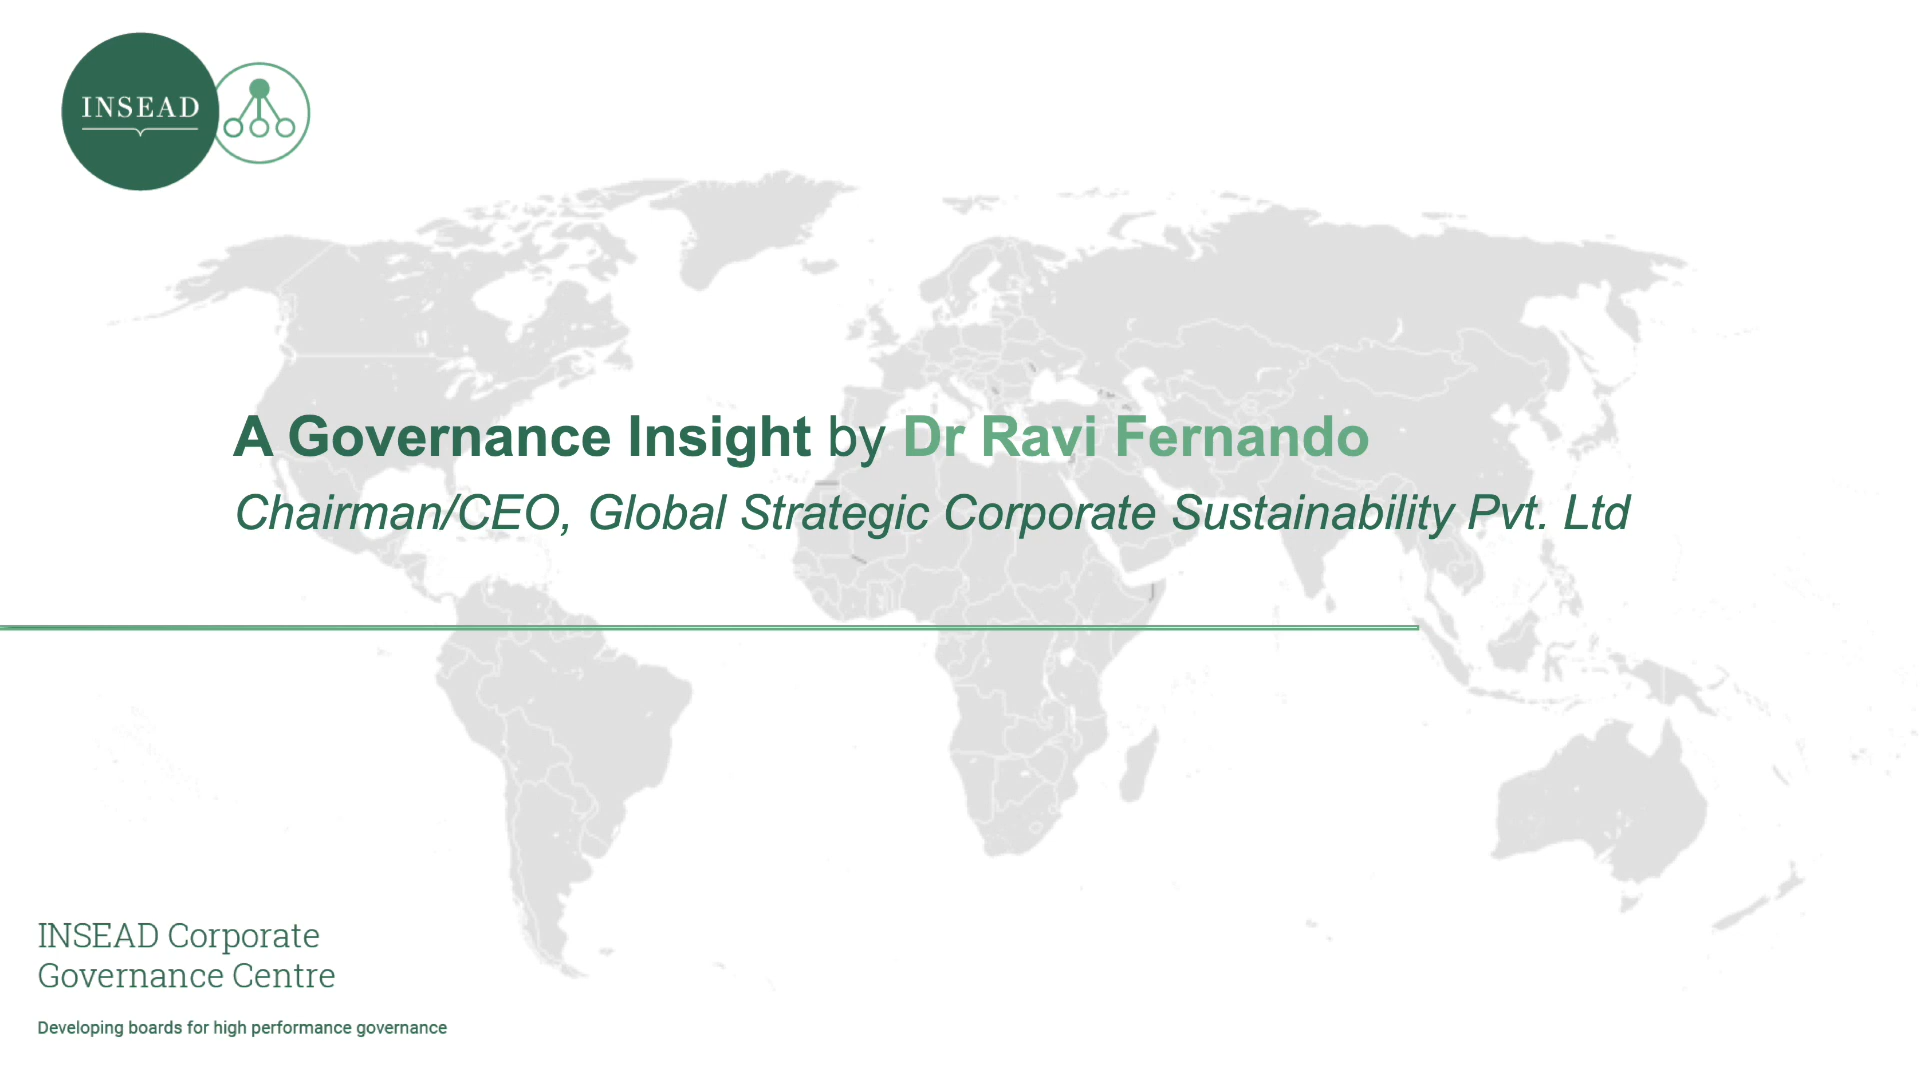 INSEAD
A Governance Insight by Dr Ravi Fernando
Chairman/CEO, Global Strategic Corporate Sustainability Pvt. Ltd
INSEAD Corporate
Governance Centre
Developing boards for high performance governance